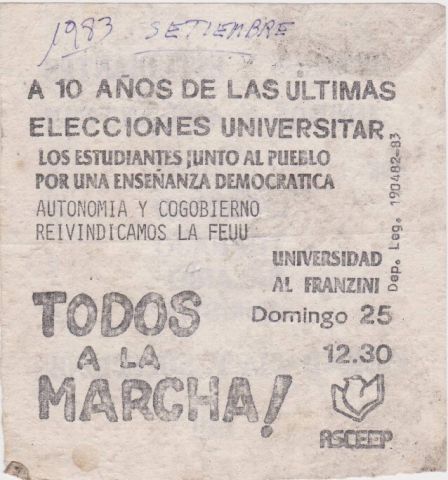 1983 SETIEMBRE
A 10 AÑOS DE LAS ULTIMAS
ELECCIONES UNIVERSITAR
LOS ESTUDIANTES JUNTO AL PUEBLO
POR UNA ENSEÑANZA DEMOCRATICA
AUTONOMIA Y COGOBIERNO
REIVINDICAMOS LA FEUU
UNIVERSIDAD
AL FRANZINI
Domingo 25
12.30
TODOS
A LA
MARCHA!
ASCEEP
Dep. Leg. 190482-83